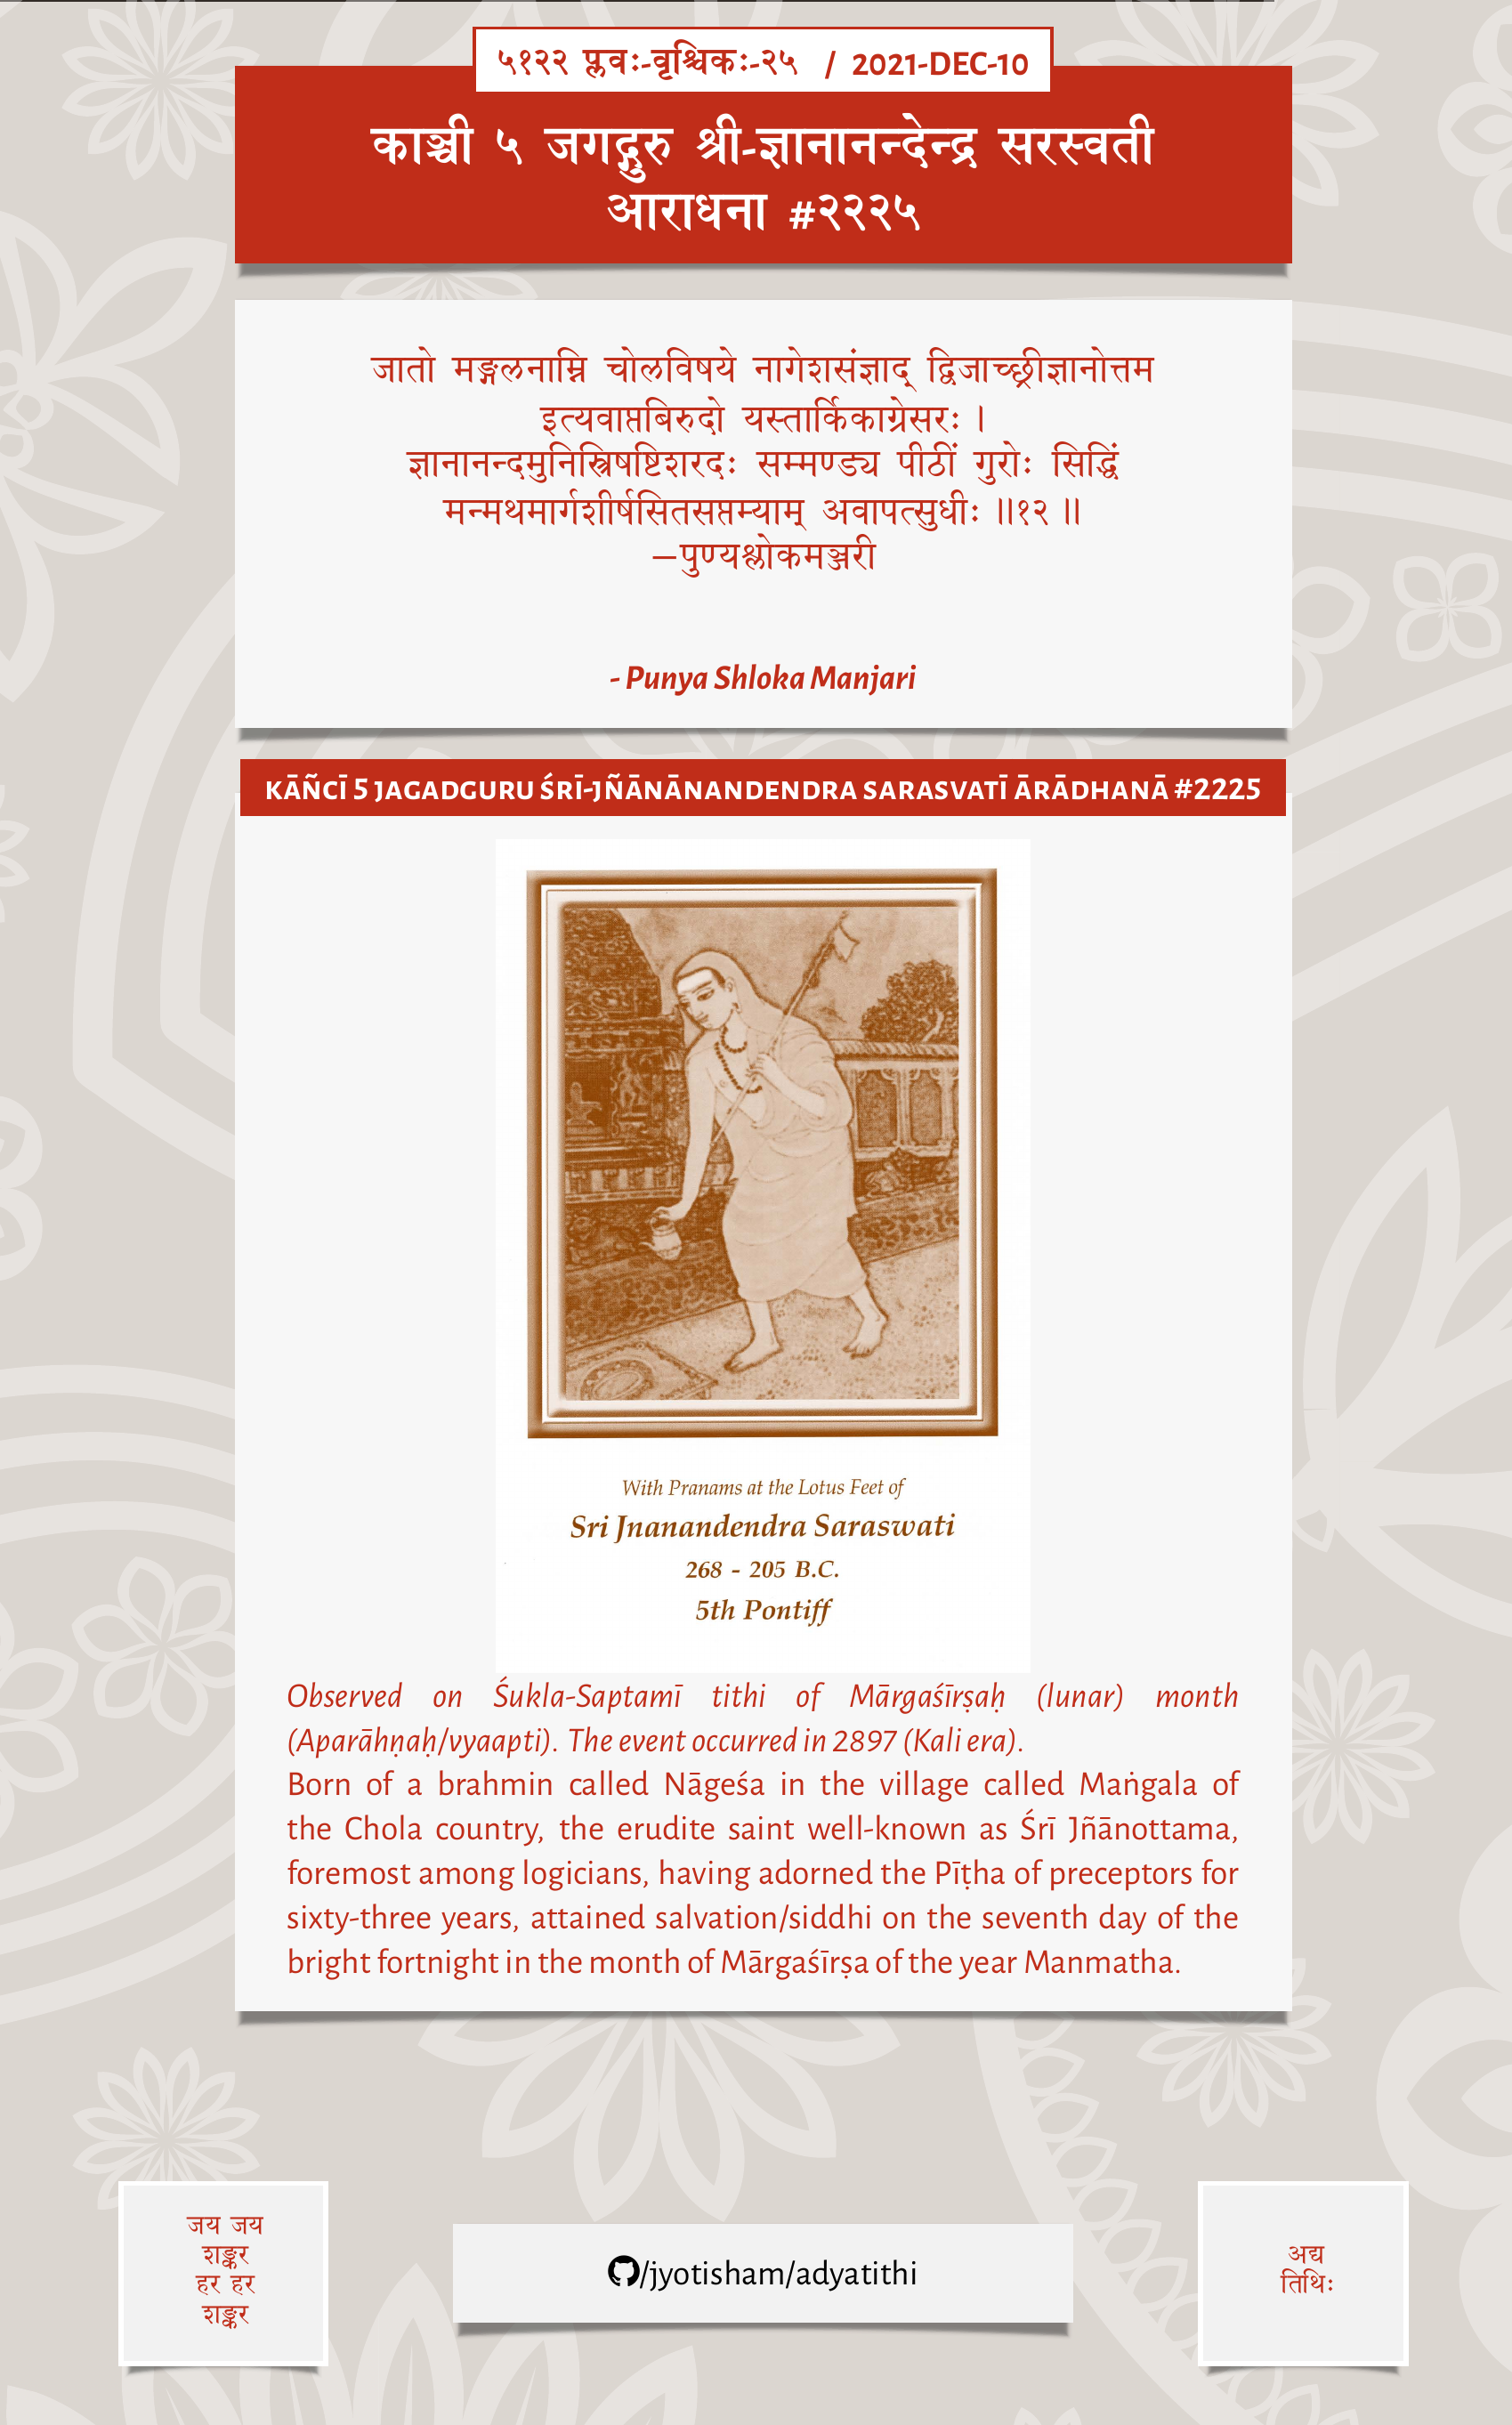 ५१२२ प्लवः-वृश्चिकः-२५ / 2021-DEC-10
काञ्ची ५ जगद्गुरु श्री-ज्ञानानन्देन्द्र सरस्वती
आराधना #२२२५
जातो मङ्गलनाम्नि चोलविषये नागेशसंज्ञाद् द्विजाच्छ्रीज्ञानोत्तम
इत्यवाप्तबिरुदो यस्तार्किकाग्रेसरः ।
ज्ञानानन्दमुनिस्त्रिषष्टिशरदः सम्मण्ड्य पीठीं गुरोः सिद्धिं
मन्मथमार्गशीर्षसितसप्तम्याम् अवापत्सुधीः ॥१२ ॥
—पुण्यश्लोकमञ्जरी
- Punya Shloka Manjari
KĀÑCĪ 5 JAGADGURU ŚRĪ-JÑĀNĀNANDENDRA SARASVATĪ ĀRĀDHANĀ #2225
With Pranams at the Lotus Feet of
Sri Jnanandendra Saraswati
268 - 205 B.C.
5th Pontiff
Observed on Śukla-Saptamī tithi of Mārgaśīrṣaḥ (lunar) month
(Aparāhṇaḥ/vyaapti). The event occurred in 2897 (Kali era).
Born of a brahmin called Nāgeśa in the village called Maṅgala of
the Chola country, the erudite saint well-known as Śrī Jñānottama,
foremost among logicians, having adorned the Pīṭha of preceptors for
sixty-three years, attained salvation/siddhi on the seventh day of the
bright fortnight in the month of Mārgaśīrṣa of the year Manmatha.
जय जय
शङ्कर
हर हर
शङ्कर
/jyotisham/adyatithi
अद्य
तिथिः